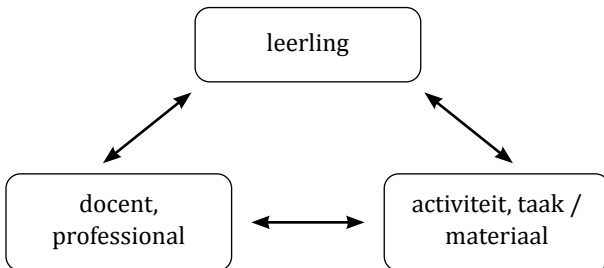 leerling
docent,
professional
activiteit, taak /
materiaal